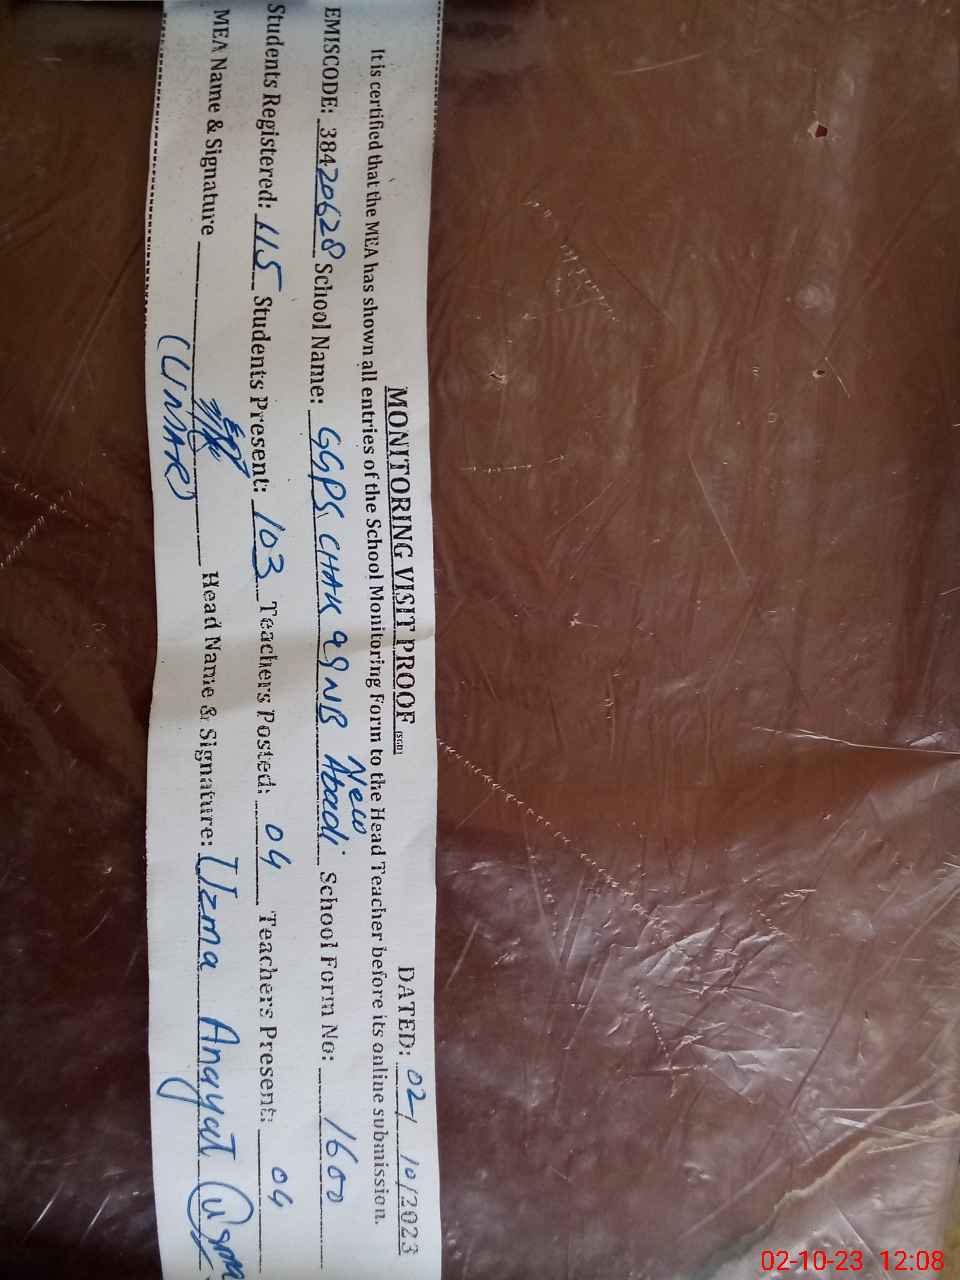 MONITORING VISIT PROOF (SGD) DATED: 02/10/2023
It is certified that the MEA has shown all entries of the School Monitoring Form to the Head Teacher before its online submission.
EMISCODE: 38420628 School Name: GGPS CHAK 99NB New Abadi School Form No: 1600
Students Registered: 115 Students Present: 103 Teachers Posted: 04 Teachers Present: 04
MEA Name & Signature Head Name & Signature: Uzma Anayat
(UMAR)
02-10-23 12:08